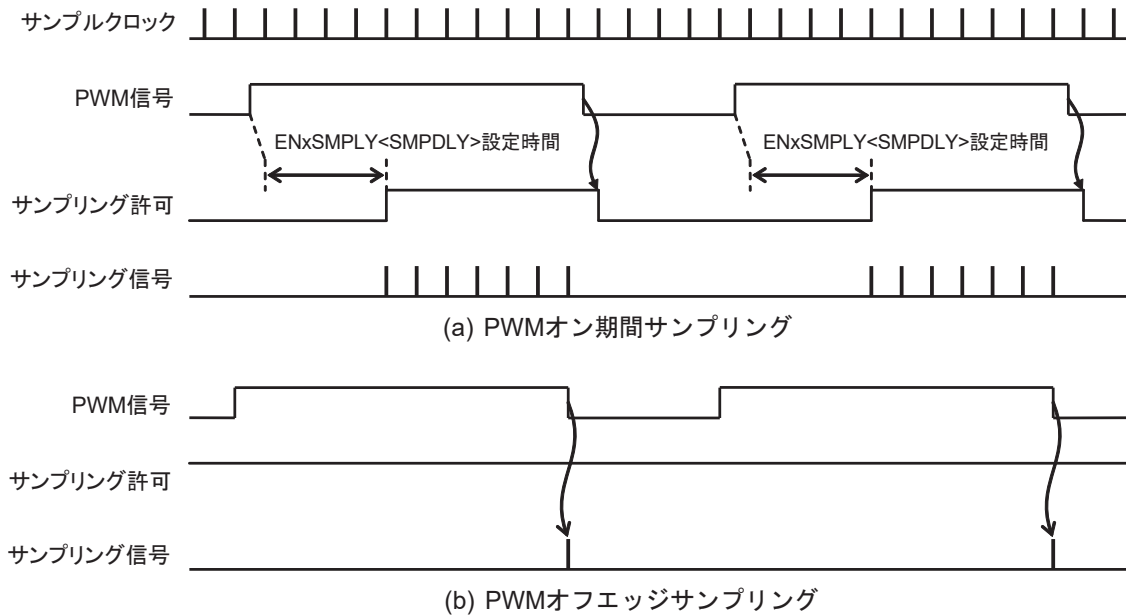 サンプルクロック
PWM信号
ENxSMPLY<SMPDLY>設定時間
ENxSMPLY<SMPDLY>設定時間
サンプリング許可
サンプリング信号
(a) PWMオン期間サンプリング
PWM信号
サンプリング許可
サンプリング信号
(b) PWMオフエッジサンプリング